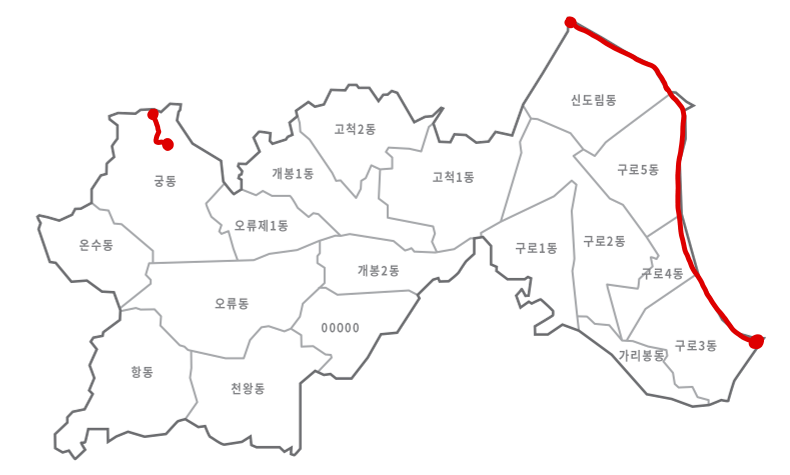 신도림동
고척2동
구로5동
개봉1동
고척1동
궁동
오류제1동
온수동
구로1동
구로2동
개봉2동
구로4동
오류동
00000
구로3동
가리봉동
항동
천왕동